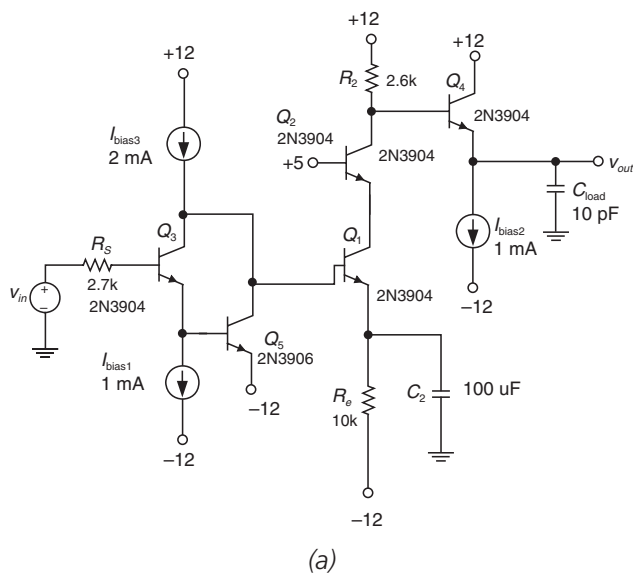 +12
+12
+12
R2
2.6k
Q4
Q2
2N3904
2N3904
2N3904
+5
Ibias3
2 mA
vout
Cload
10 pF
Ibias2
1 mA
–12
RS
Q3
Q1
2.7k
vin
+
–
2N3904
2N3904
Q5
2N3906
Ibias1
1 mA
–12
–12
Re
10k
C2
100 uF
–12
(a)